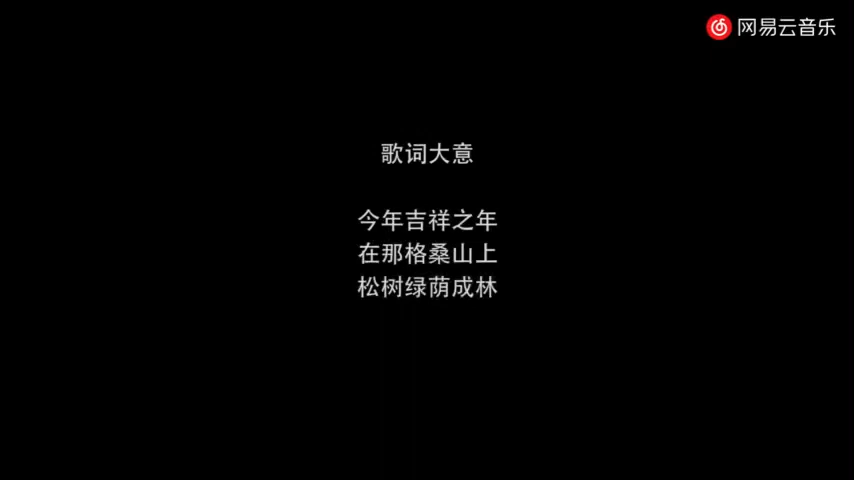 网易云音乐
歌词大意
今年吉祥之年
在那格桑山上
松树绿荫成林